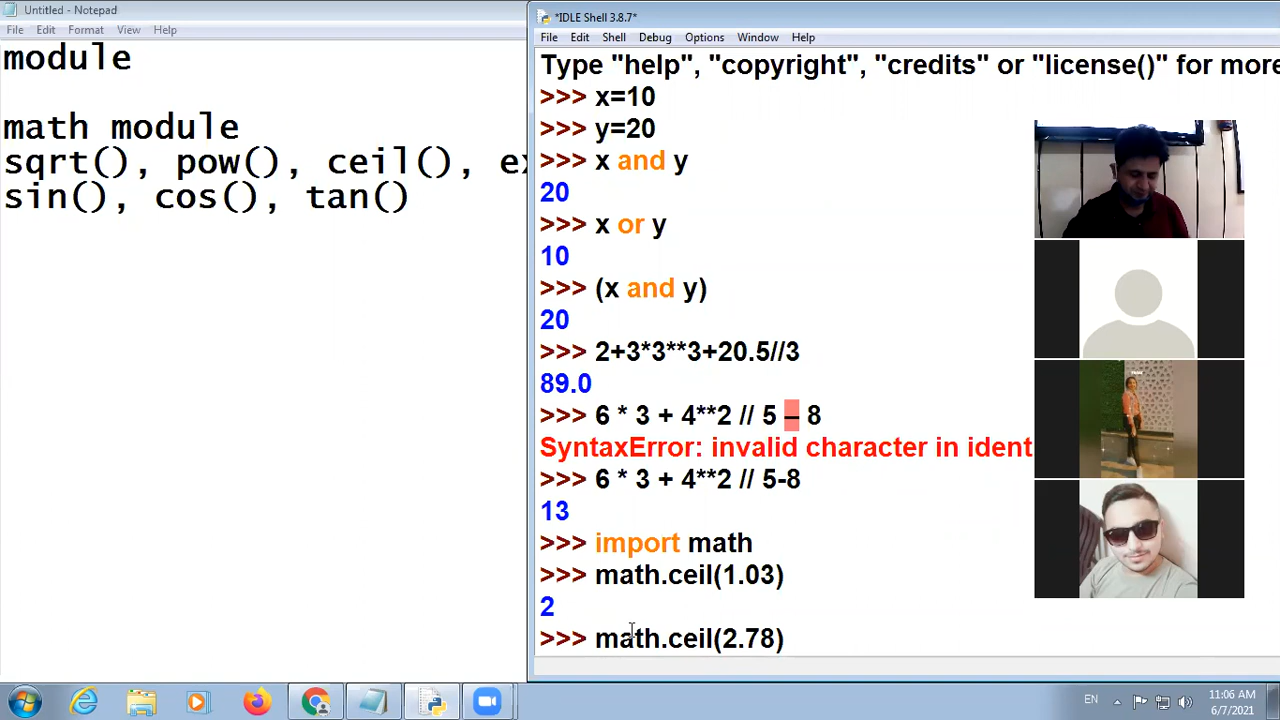 Untitled - Notepad
File Edit Format View Help
module
math module
sqrt(), pow(), ceil(), ex
sin(), cos(), tan()
*IDLE Shell 3.8.7*
File Edit Shell Debug Options Window Help
Type "help", "copyright", "credits" or "license()" for more
>>> x=10
>>> y=20
>>> x and y
20
>>> x or y
10
>>> (x and y)
20
>>> 2+3*3**3+20.5//3
89.0
>>> 6 * 3 + 4**2 // 5 – 8
SyntaxError: invalid character in ident
>>> 6 * 3 + 4**2 // 5-8
13
>>> import math
>>> math.ceil(1.03)
2
>>> math.ceil(2.78)
EN
11:06 AM
6/7/2021